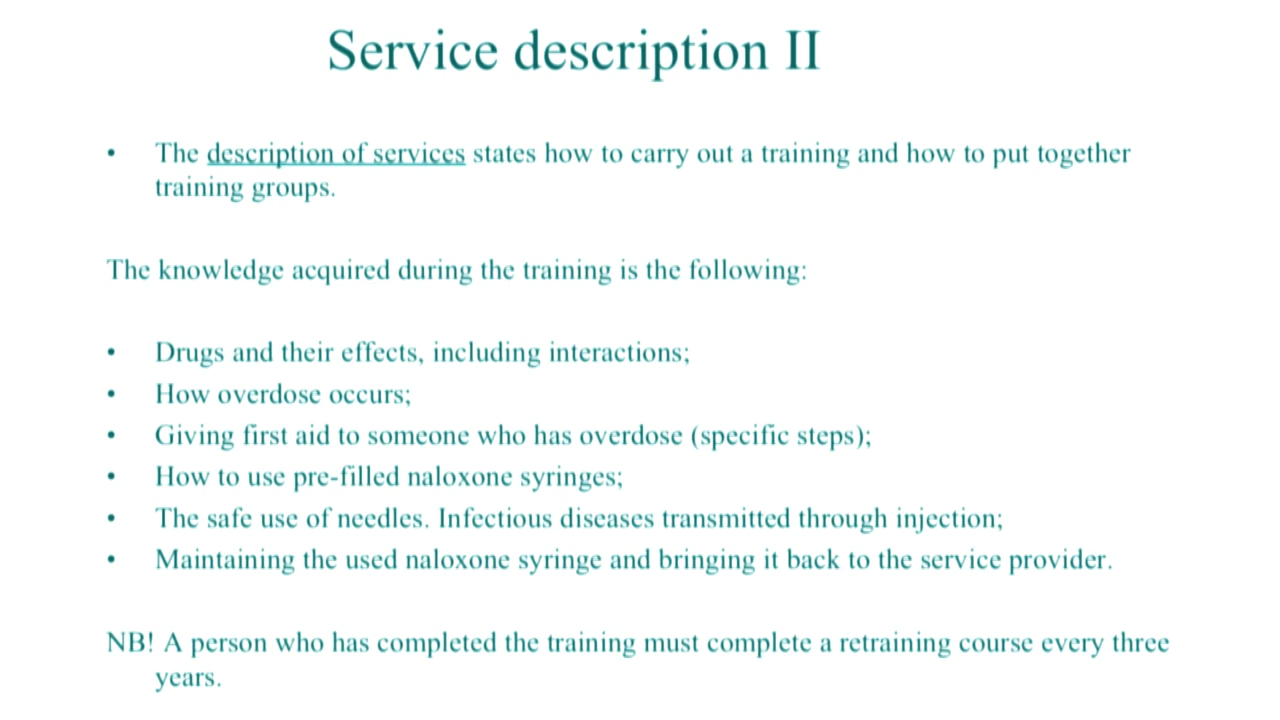 Service description II
• The description of services states how to carry out a training and how to put together
training groups.
The knowledge acquired during the training is the following:
• Drugs and their effects, including interactions;
• How overdose occurs;
• Giving first aid to someone who has overdose (specific steps);
• How to use pre-filled naloxone syringes;
• The safe use of needles. Infectious diseases transmitted through injection;
• Maintaining the used naloxone syringe and bringing it back to the service provider.
NB! A person who has completed the training must complete a retraining course every three
years.